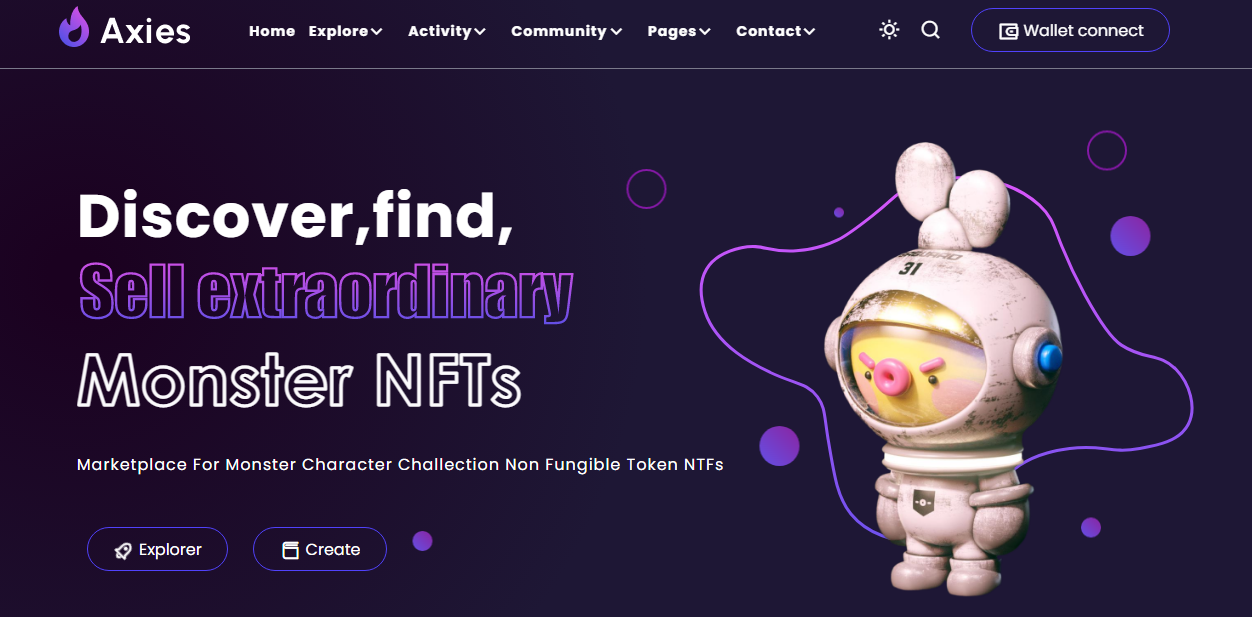 Axies
Home Explore Activity Community Pages Contact Wallet connect
Discover,find,
Sell extraordinary
Monster NFTs
Marketplace For Monster Character Challection Non Fungible Token NTFs
Explorer Create
31